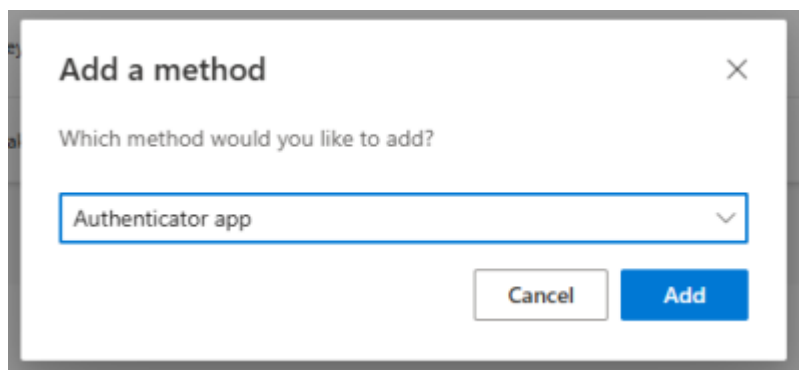 Add a method
Which method would you like to add?
Authenticator app
Cancel
Add